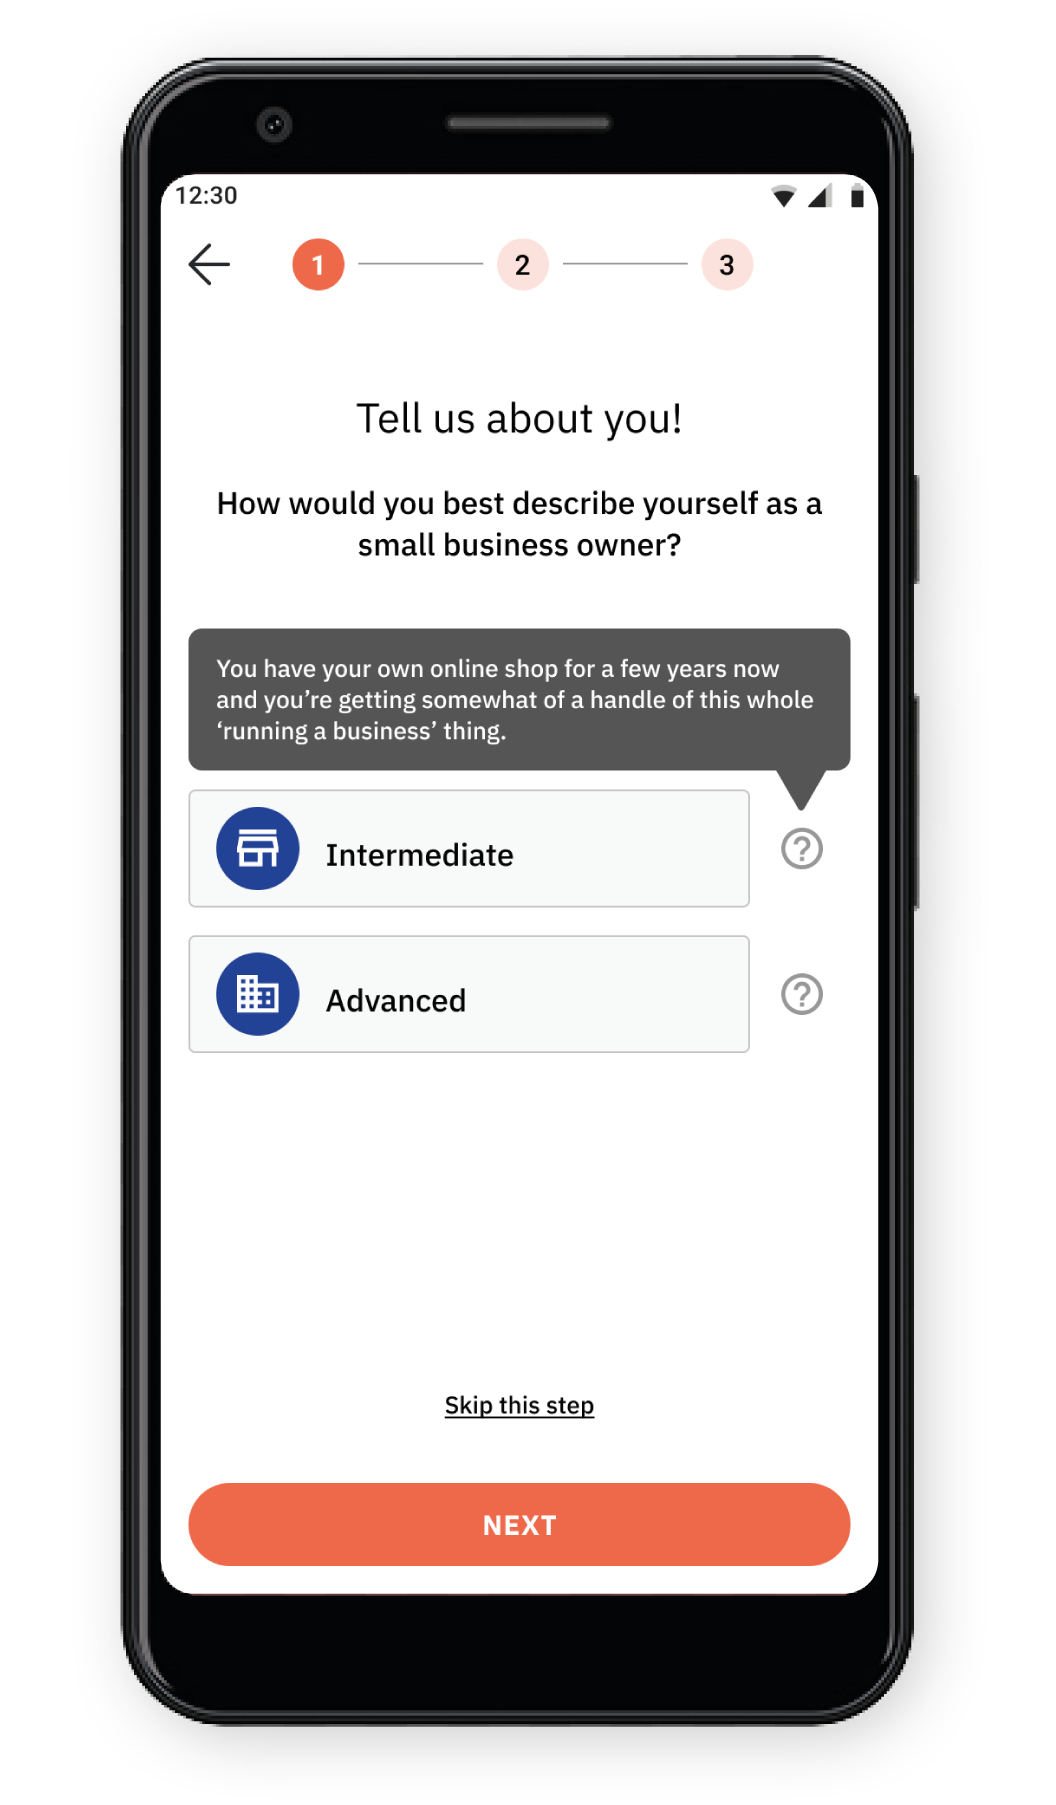 12:30
1 2 3
Tell us about you!
How would you best describe yourself as a
small business owner?
You have your own online shop for a few years now
and you’re getting somewhat of a handle of this whole
‘running a business’ thing.
Intermediate
?
Advanced
?
Skip this step
NEXT